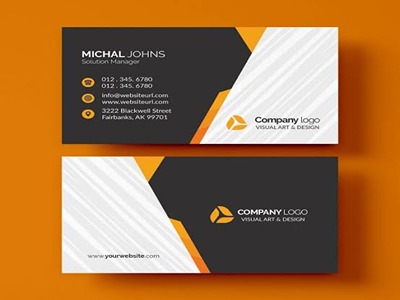 MICHAL JOHNS
Solution Manager
012 . 345. 6780
012 . 345. 6780
info@websiteurl.com
www.websiteurl.com
3222 Blackwell Street
Fairbanks, AK 99701
Company logo
VISUAL ART & DESIGN
COMPANY LOGO
VISUAL ART & DESIGN
www.yourwebsite.com